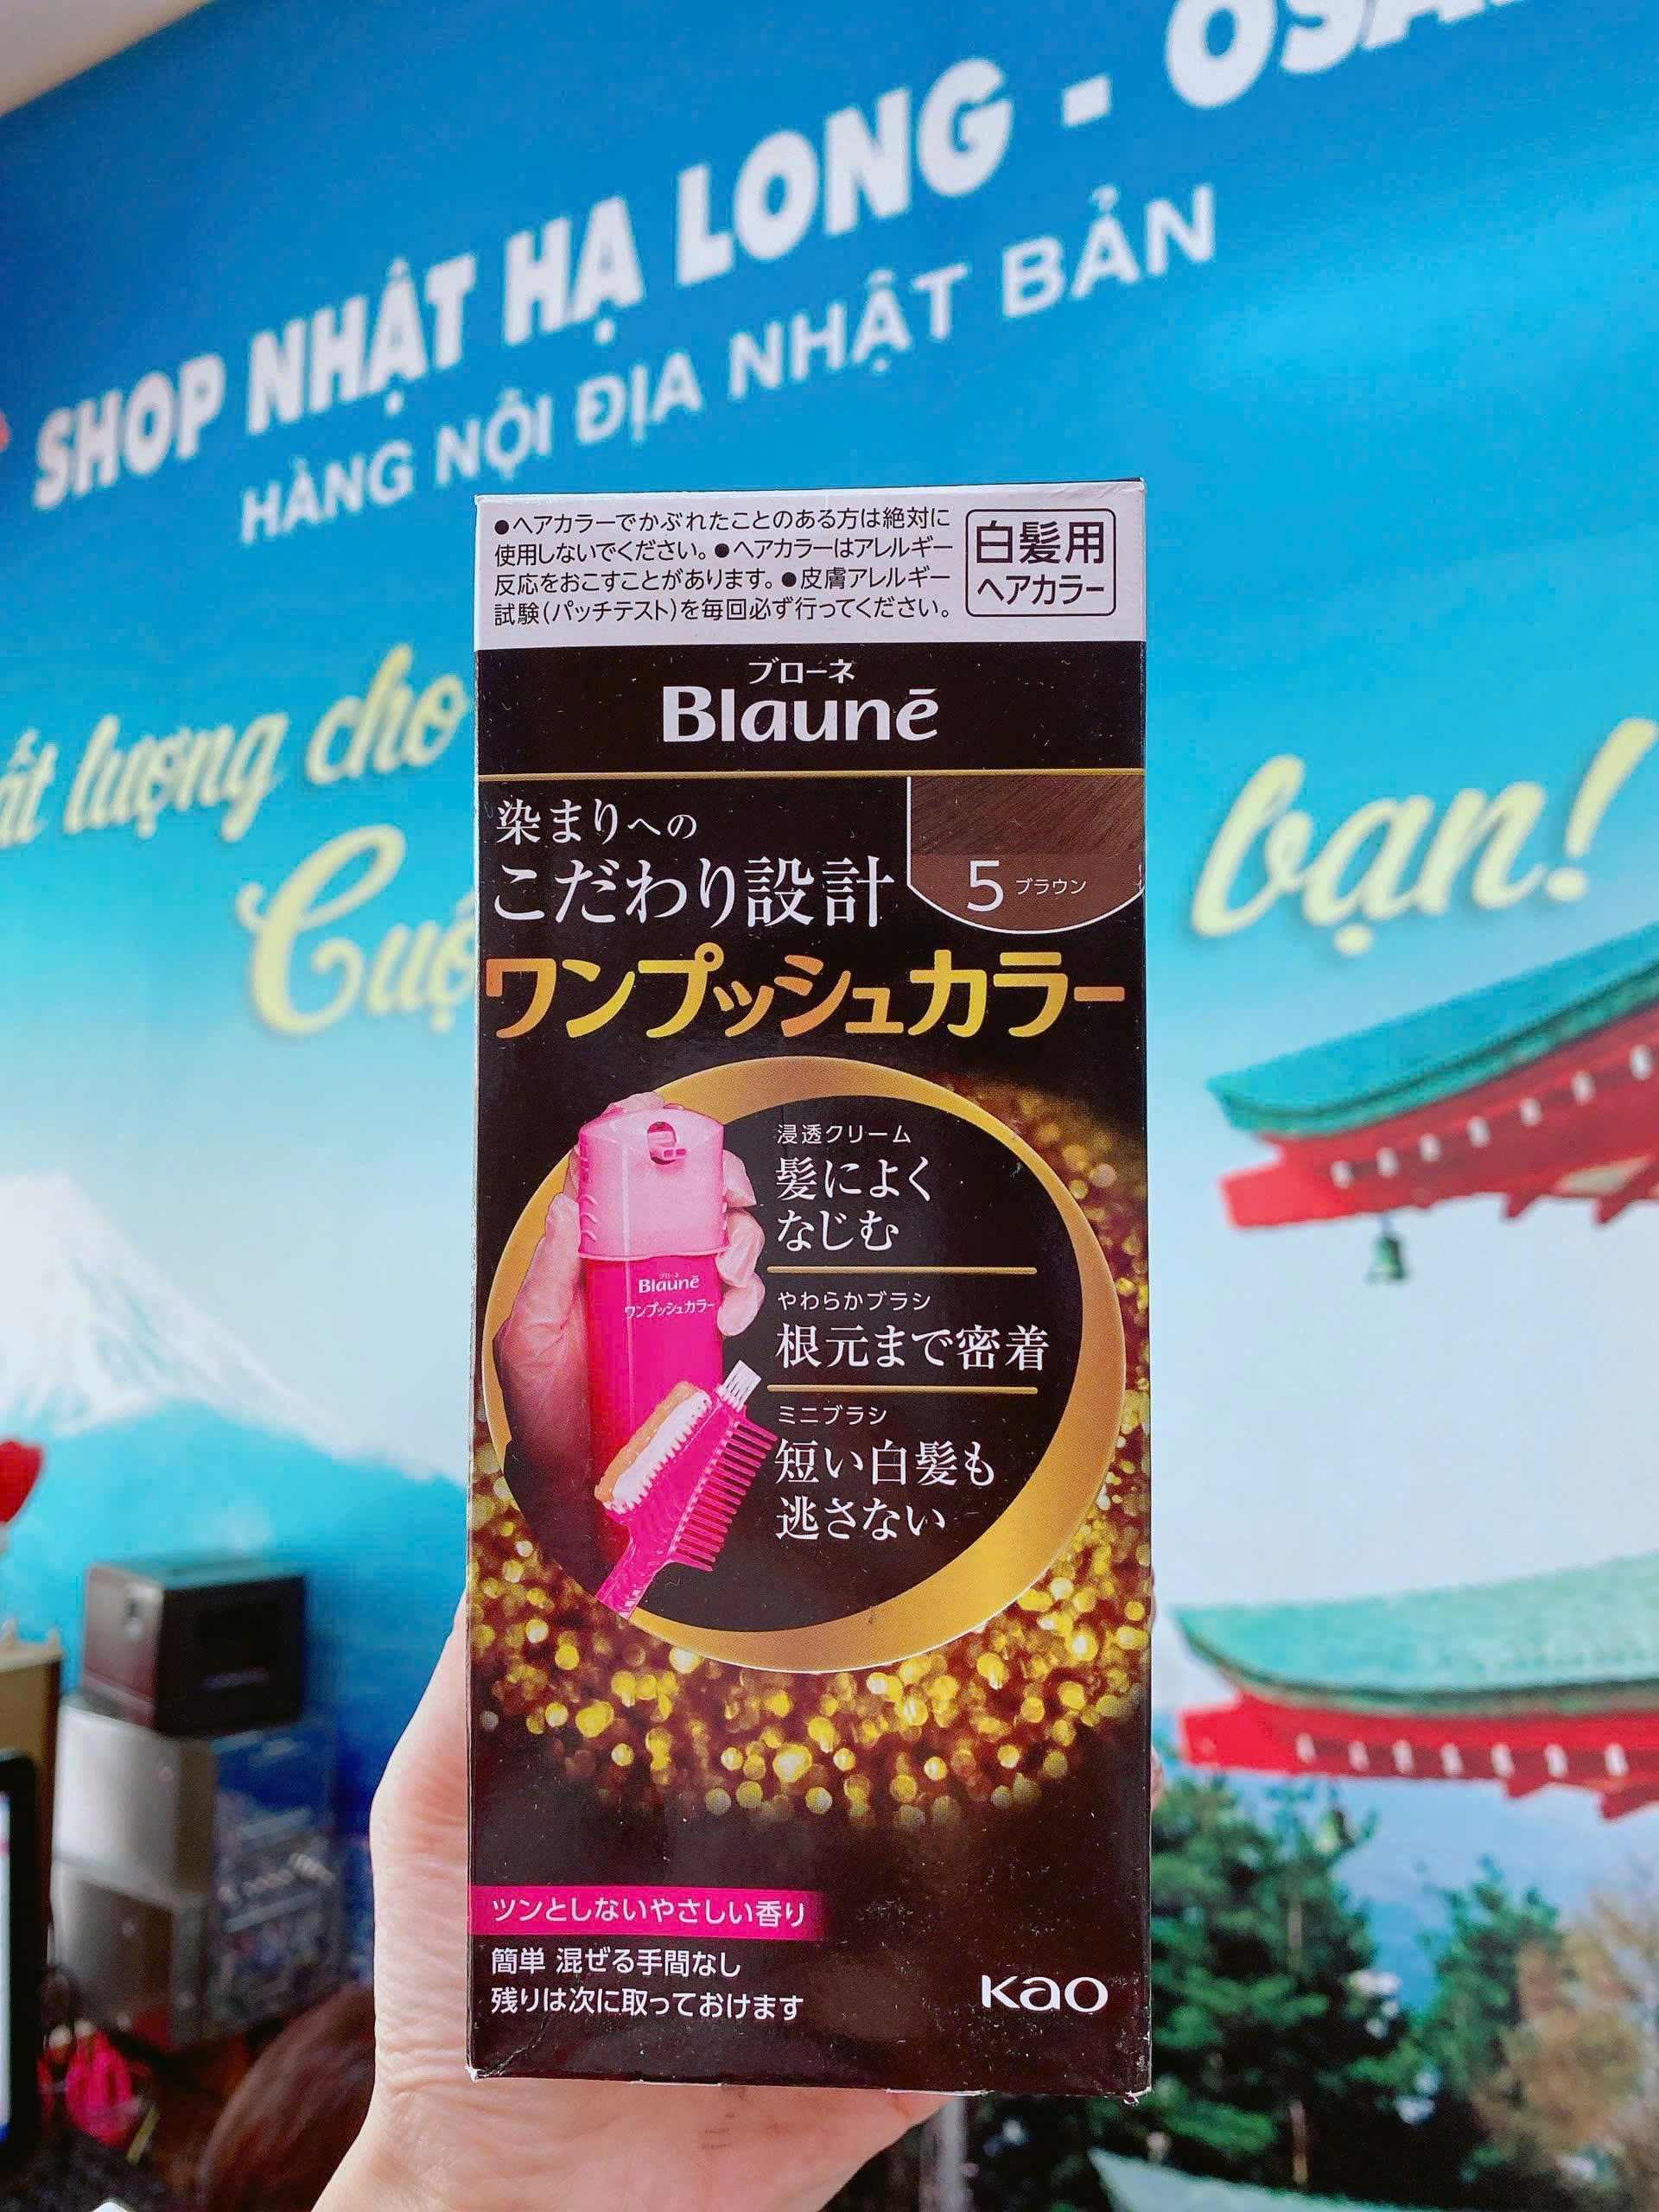 SHOP NHẬT HẠ LONG - OSA
HÀNG NỘI ĐỊA NHẬT BẢN
lượng cho
bạn!
●ヘアカラーでかぶれたことのある方は絶対に
使用しないでください。●ヘアカラーはアレルギー
反応をおこすことがあります。●皮膚アレルギー
試験(パッチテスト)を毎回必ず行ってください。
白髪用
ヘアカラー
ブローネ
Blaunē
染まりへの
こだわり設計
5 ブラウン
ワンプッシュカラー
浸透クリーム
髪によく
なじむ
やわらかブラシ
根元まで密着
ミニブラシ
短い白髪も
逃さない
ブローネ
Blaunē
ワンプッシュカラー
ツンとしないやさしい香り
簡単 混ぜる手間なし
残りは次に取っておけます
Kao